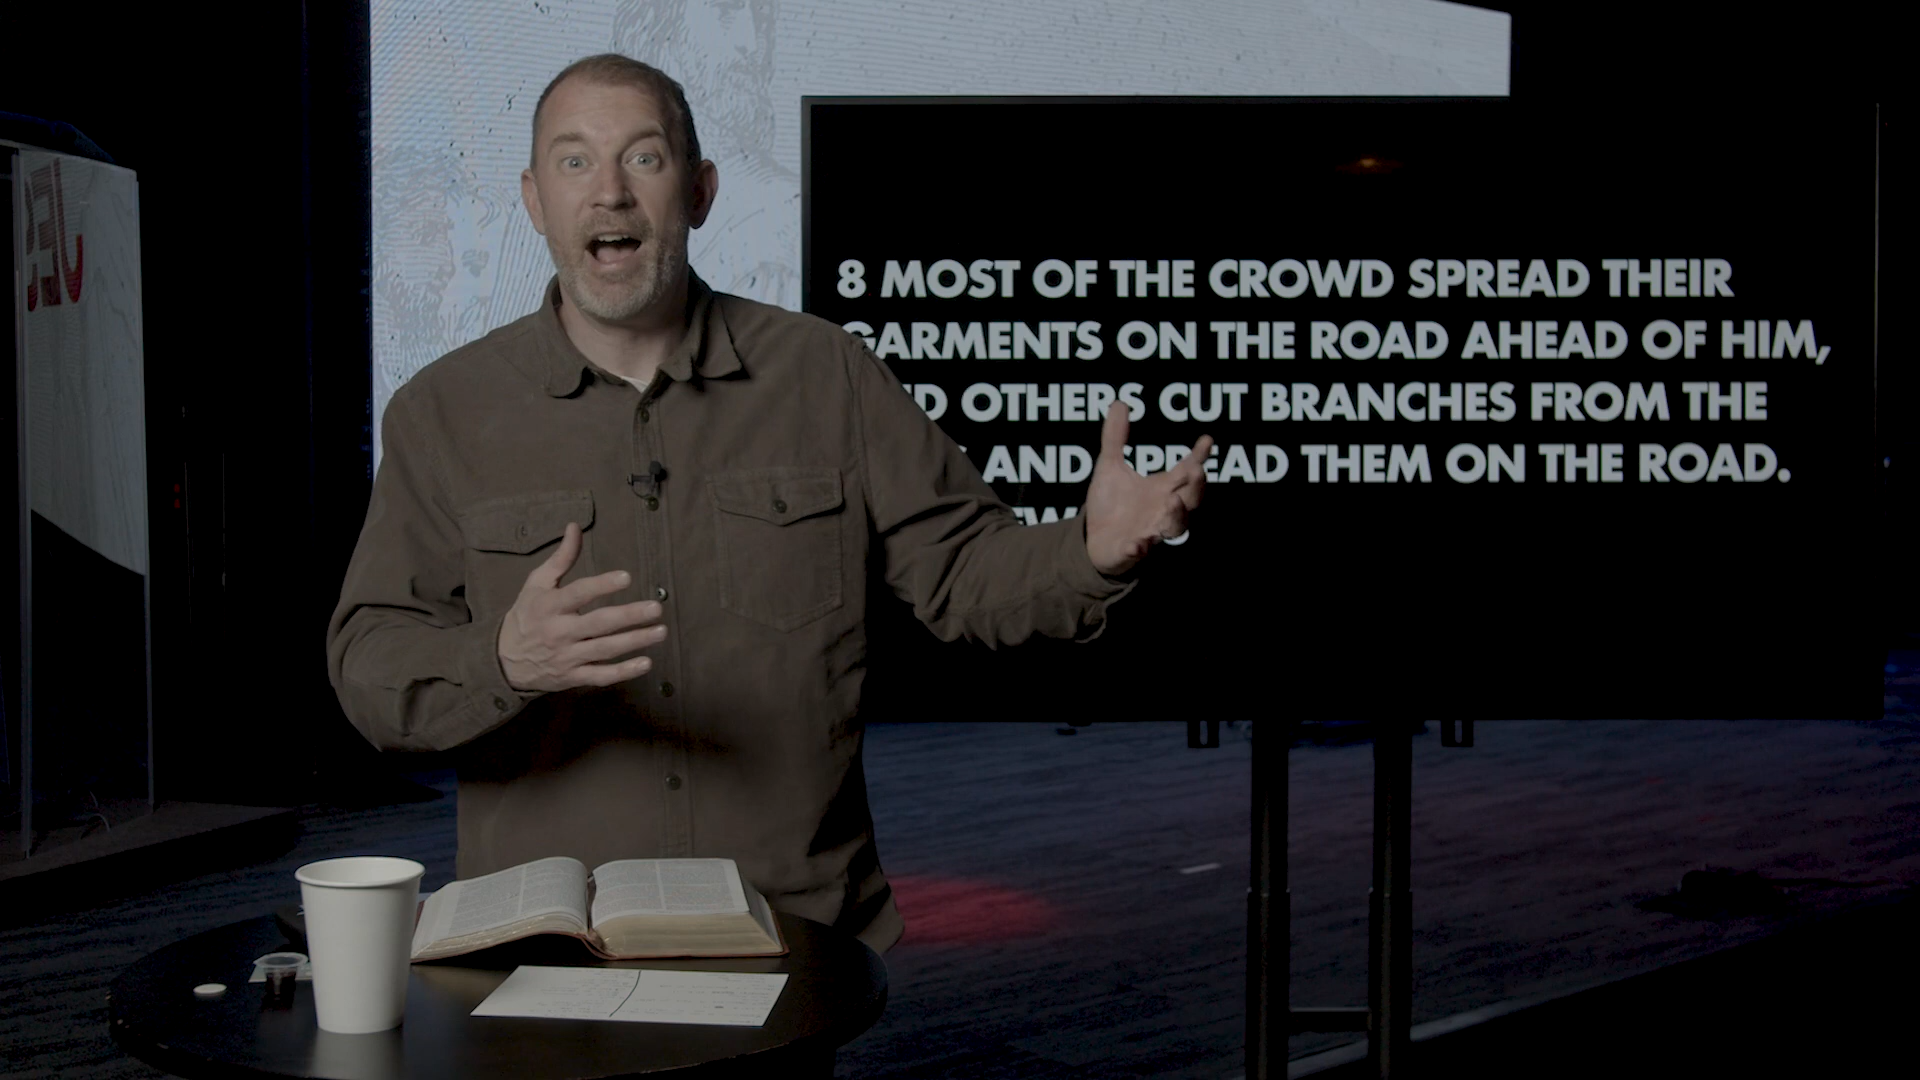 JES
8 MOST OF THE CROWD SPREAD THEIR
GARMENTS ON THE ROAD AHEAD OF HIM,
OTHERS CUT BRANCHES FROM THE
AND SPREAD THEM ON THE ROAD.